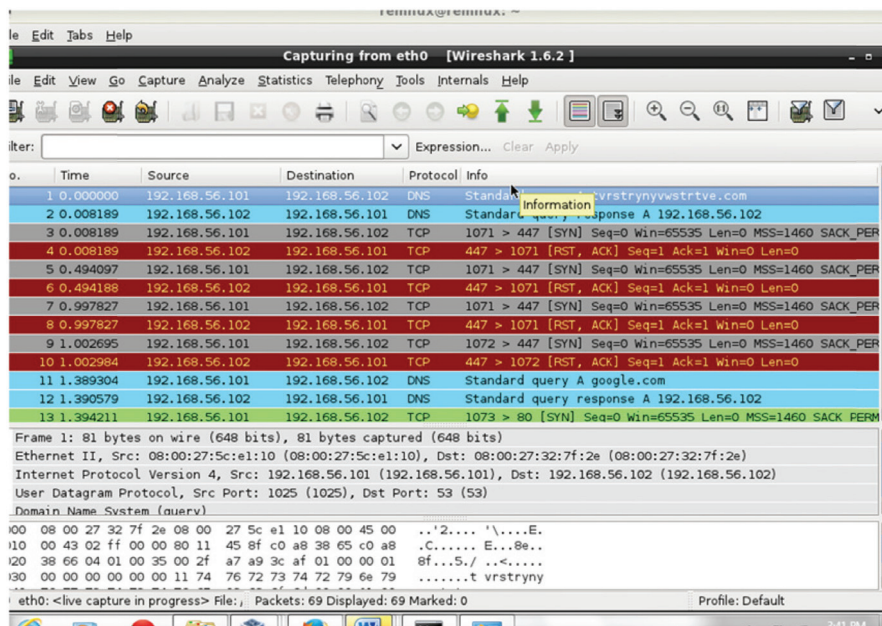 remnux@remnux: ~
le Edit Tabs Help
Capturing from eth0 [Wireshark 1.6.2 ]
ile Edit View Go Capture Analyze Statistics Telephony Tools Internals Help
ilter: Expression... Clear Apply
o. Time Source Destination Protocol Info
1 0.000000 192.168.56.101 192.168.56.102 DNS Standa tvrstrynyvwstrtve.com
Information
2 0.008189 192.168.56.102 192.168.56.101 DNS Standard query response A 192.168.56.102
3 0.008189 192.168.56.101 192.168.56.102 TCP 1071 > 447 [SYN] Seq=0 Win=65535 Len=0 MSS=1460 SACK_PER
4 0.008189 192.168.56.102 192.168.56.101 TCP 447 > 1071 [RST, ACK] Seq=1 Ack=1 Win=0 Len=0
5 0.494097 192.168.56.101 192.168.56.102 TCP 1071 > 447 [SYN] Seq=0 Win=65535 Len=0 MSS=1460 SACK_PER
6 0.494188 192.168.56.102 192.168.56.101 TCP 447 > 1071 [RST, ACK] Seq=1 Ack=1 Win=0 Len=0
7 0.997827 192.168.56.101 192.168.56.102 TCP 1071 > 447 [SYN] Seq=0 Win=65535 Len=0 MSS=1460 SACK_PER
8 0.997827 192.168.56.102 192.168.56.101 TCP 447 > 1071 [RST, ACK] Seq=1 Ack=1 Win=0 Len=0
9 1.002695 192.168.56.101 192.168.56.102 TCP 1072 > 447 [SYN] Seq=0 Win=65535 Len=0 MSS=1460 SACK_PER
10 1.002984 192.168.56.102 192.168.56.101 TCP 447 > 1072 [RST, ACK] Seq=1 Ack=1 Win=0 Len=0
11 1.389304 192.168.56.101 192.168.56.102 DNS Standard query A google.com
12 1.390579 192.168.56.102 192.168.56.101 DNS Standard query response A 192.168.56.102
13 1.394211 192.168.56.101 192.168.56.102 TCP 1073 > 80 [SYN] Seq=0 Win=65535 Len=0 MSS=1460 SACK PERM
Frame 1: 81 bytes on wire (648 bits), 81 bytes captured (648 bits)
Ethernet II, Src: 08:00:27:5c:e1:10 (08:00:27:5c:e1:10), Dst: 08:00:27:32:7f:2e (08:00:27:32:7f:2e)
Internet Protocol Version 4, Src: 192.168.56.101 (192.168.56.101), Dst: 192.168.56.102 (192.168.56.102)
User Datagram Protocol, Src Port: 1025 (1025), Dst Port: 53 (53)
Domain Name System (query)
00 08 00 27 32 7f 2e 08 00 27 5c e1 10 08 00 45 00 ..'2.... '\....E.
10 00 43 02 ff 00 00 80 11 45 8f c0 a8 38 65 c0 a8 .C...... E...8e..
20 38 66 04 01 00 35 00 2f a7 a9 3c af 01 00 00 01 8f...5./ ..<.....
30 00 00 00 00 00 00 11 74 76 72 73 74 72 79 6e 79 .......t vrstryny
eth0: <live capture in progress> File:/ Packets: 69 Displayed: 69 Marked: 0 Profile: Default
3:41 PM